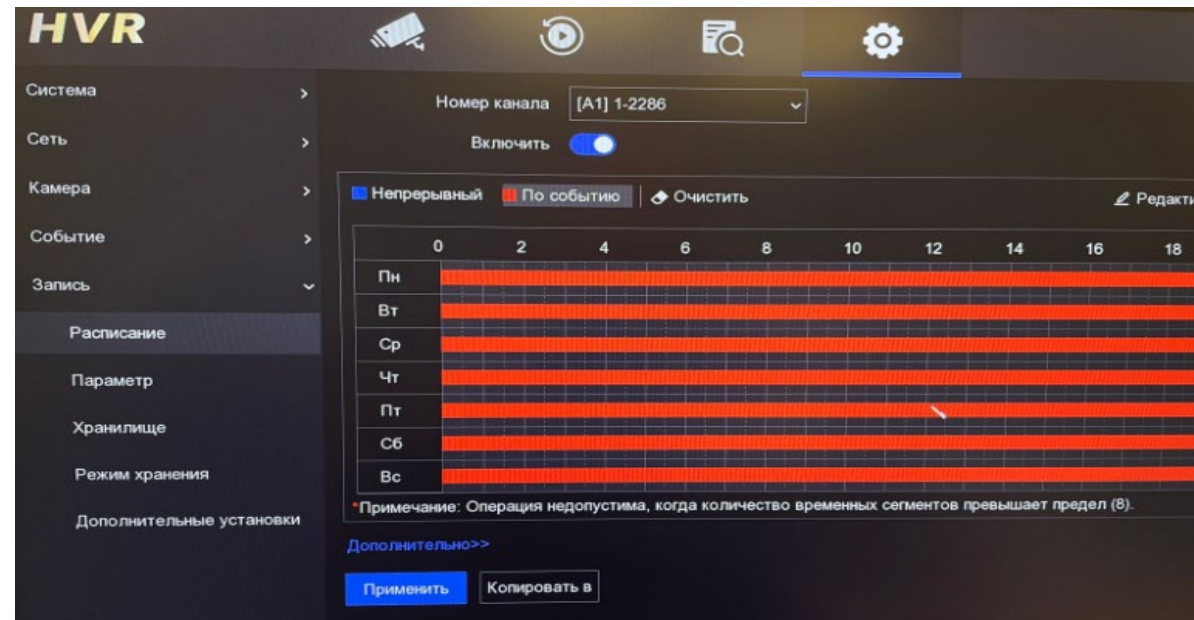 HVR
Система
Сеть
Камера
Событие
Запись
Расписание
Параметр
Хранилище
Режим хранения
Дополнительные установки
Номер канала [A1] 1-2286
Включить
Непрерывный По событию Очистить Редакти
0 2 4 6 8 10 12 14 16 18
Пн
Вт
Ср
Чт
Пт
Сб
Вс
*Примечание: Операция недопустима, когда количество временных сегментов превышает предел (8).
Дополнительно>>
Применить Копировать в